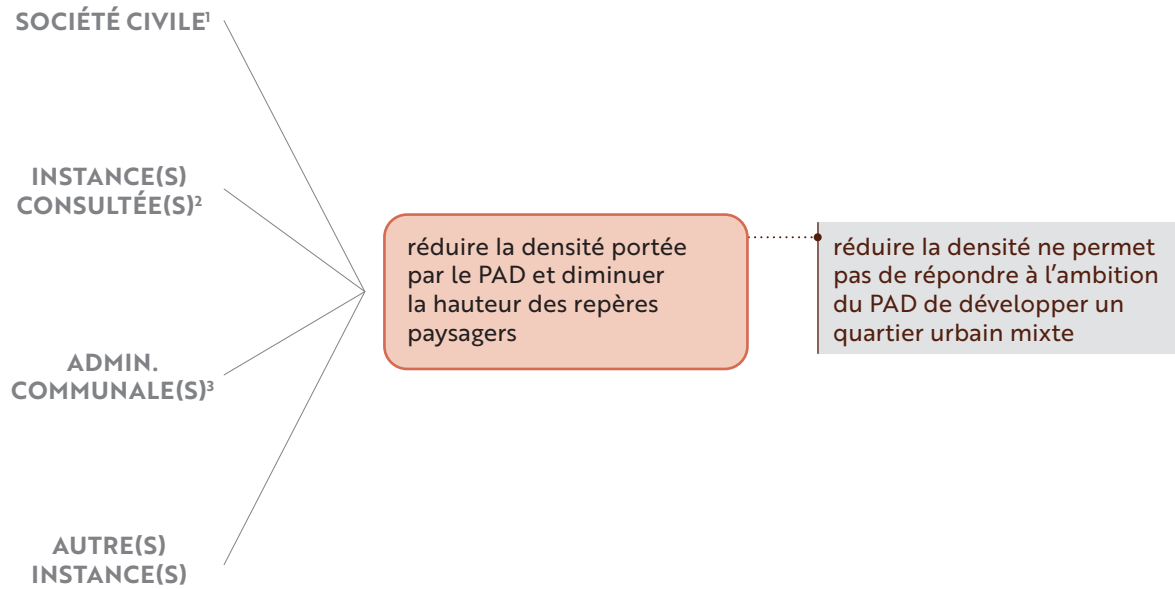 SOCIÉTÉ CIVILE¹
INSTANCE(S)
CONSULTÉE(S)²
ADMIN.
COMMUNALE(S)³
AUTRE(S)
INSTANCE(S)
réduire la densité portée
par le PAD et diminuer
la hauteur des repères
paysagers
réduire la densité ne permet
pas de répondre à l’ambition
du PAD de développer un
quartier urbain mixte